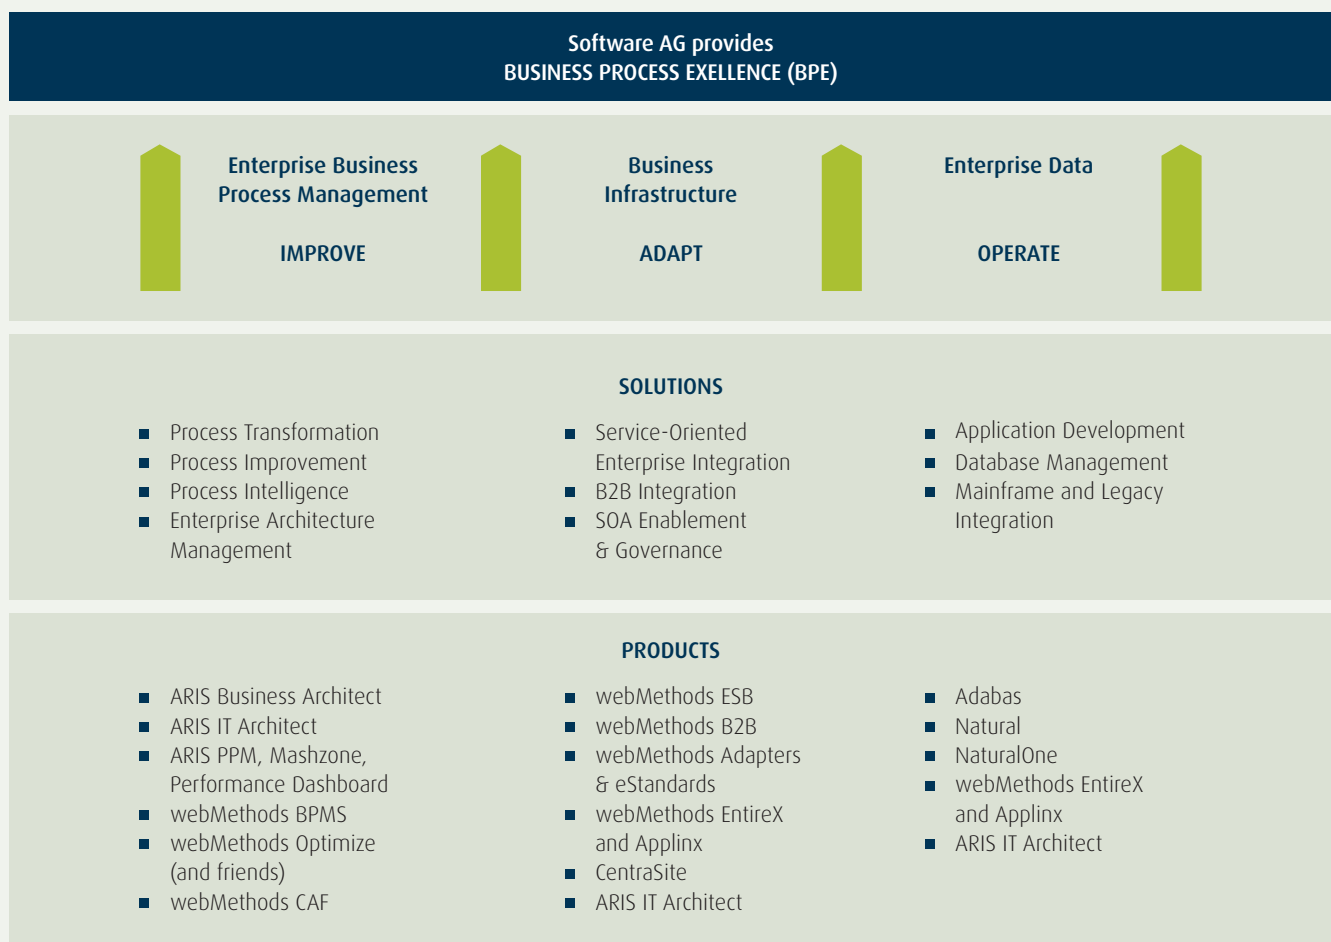 Software AG provides
BUSINESS PROCESS EXELLENCE (BPE)
Enterprise Business
Process Management
IMPROVE
Business
Infrastructure
ADAPT
Enterprise Data
OPERATE
SOLUTIONS
Process Transformation
Process Improvement
Process Intelligence
Enterprise Architecture
Management
Service-Oriented
Enterprise Integration
B2B Integration
SOA Enablement
& Governance
Application Development
Database Management
Mainframe and Legacy
Integration
PRODUCTS
ARIS Business Architect
ARIS IT Architect
ARIS PPM, Mashzone,
Performance Dashboard
webMethods BPMS
webMethods Optimize
(and friends)
webMethods CAF
webMethods ESB
webMethods B2B
webMethods Adapters
& eStandards
webMethods EntireX
and Applinx
CentraSite
ARIS IT Architect
Adabas
Natural
NaturalOne
webMethods EntireX
and Applinx
ARIS IT Architect